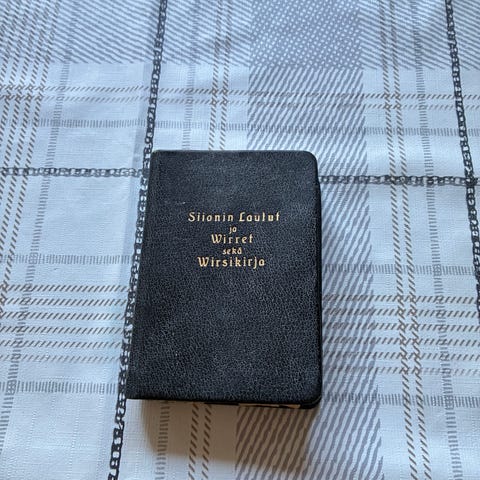 Siionin Laulut
ja
Wirret
sekä
Wirsikirja